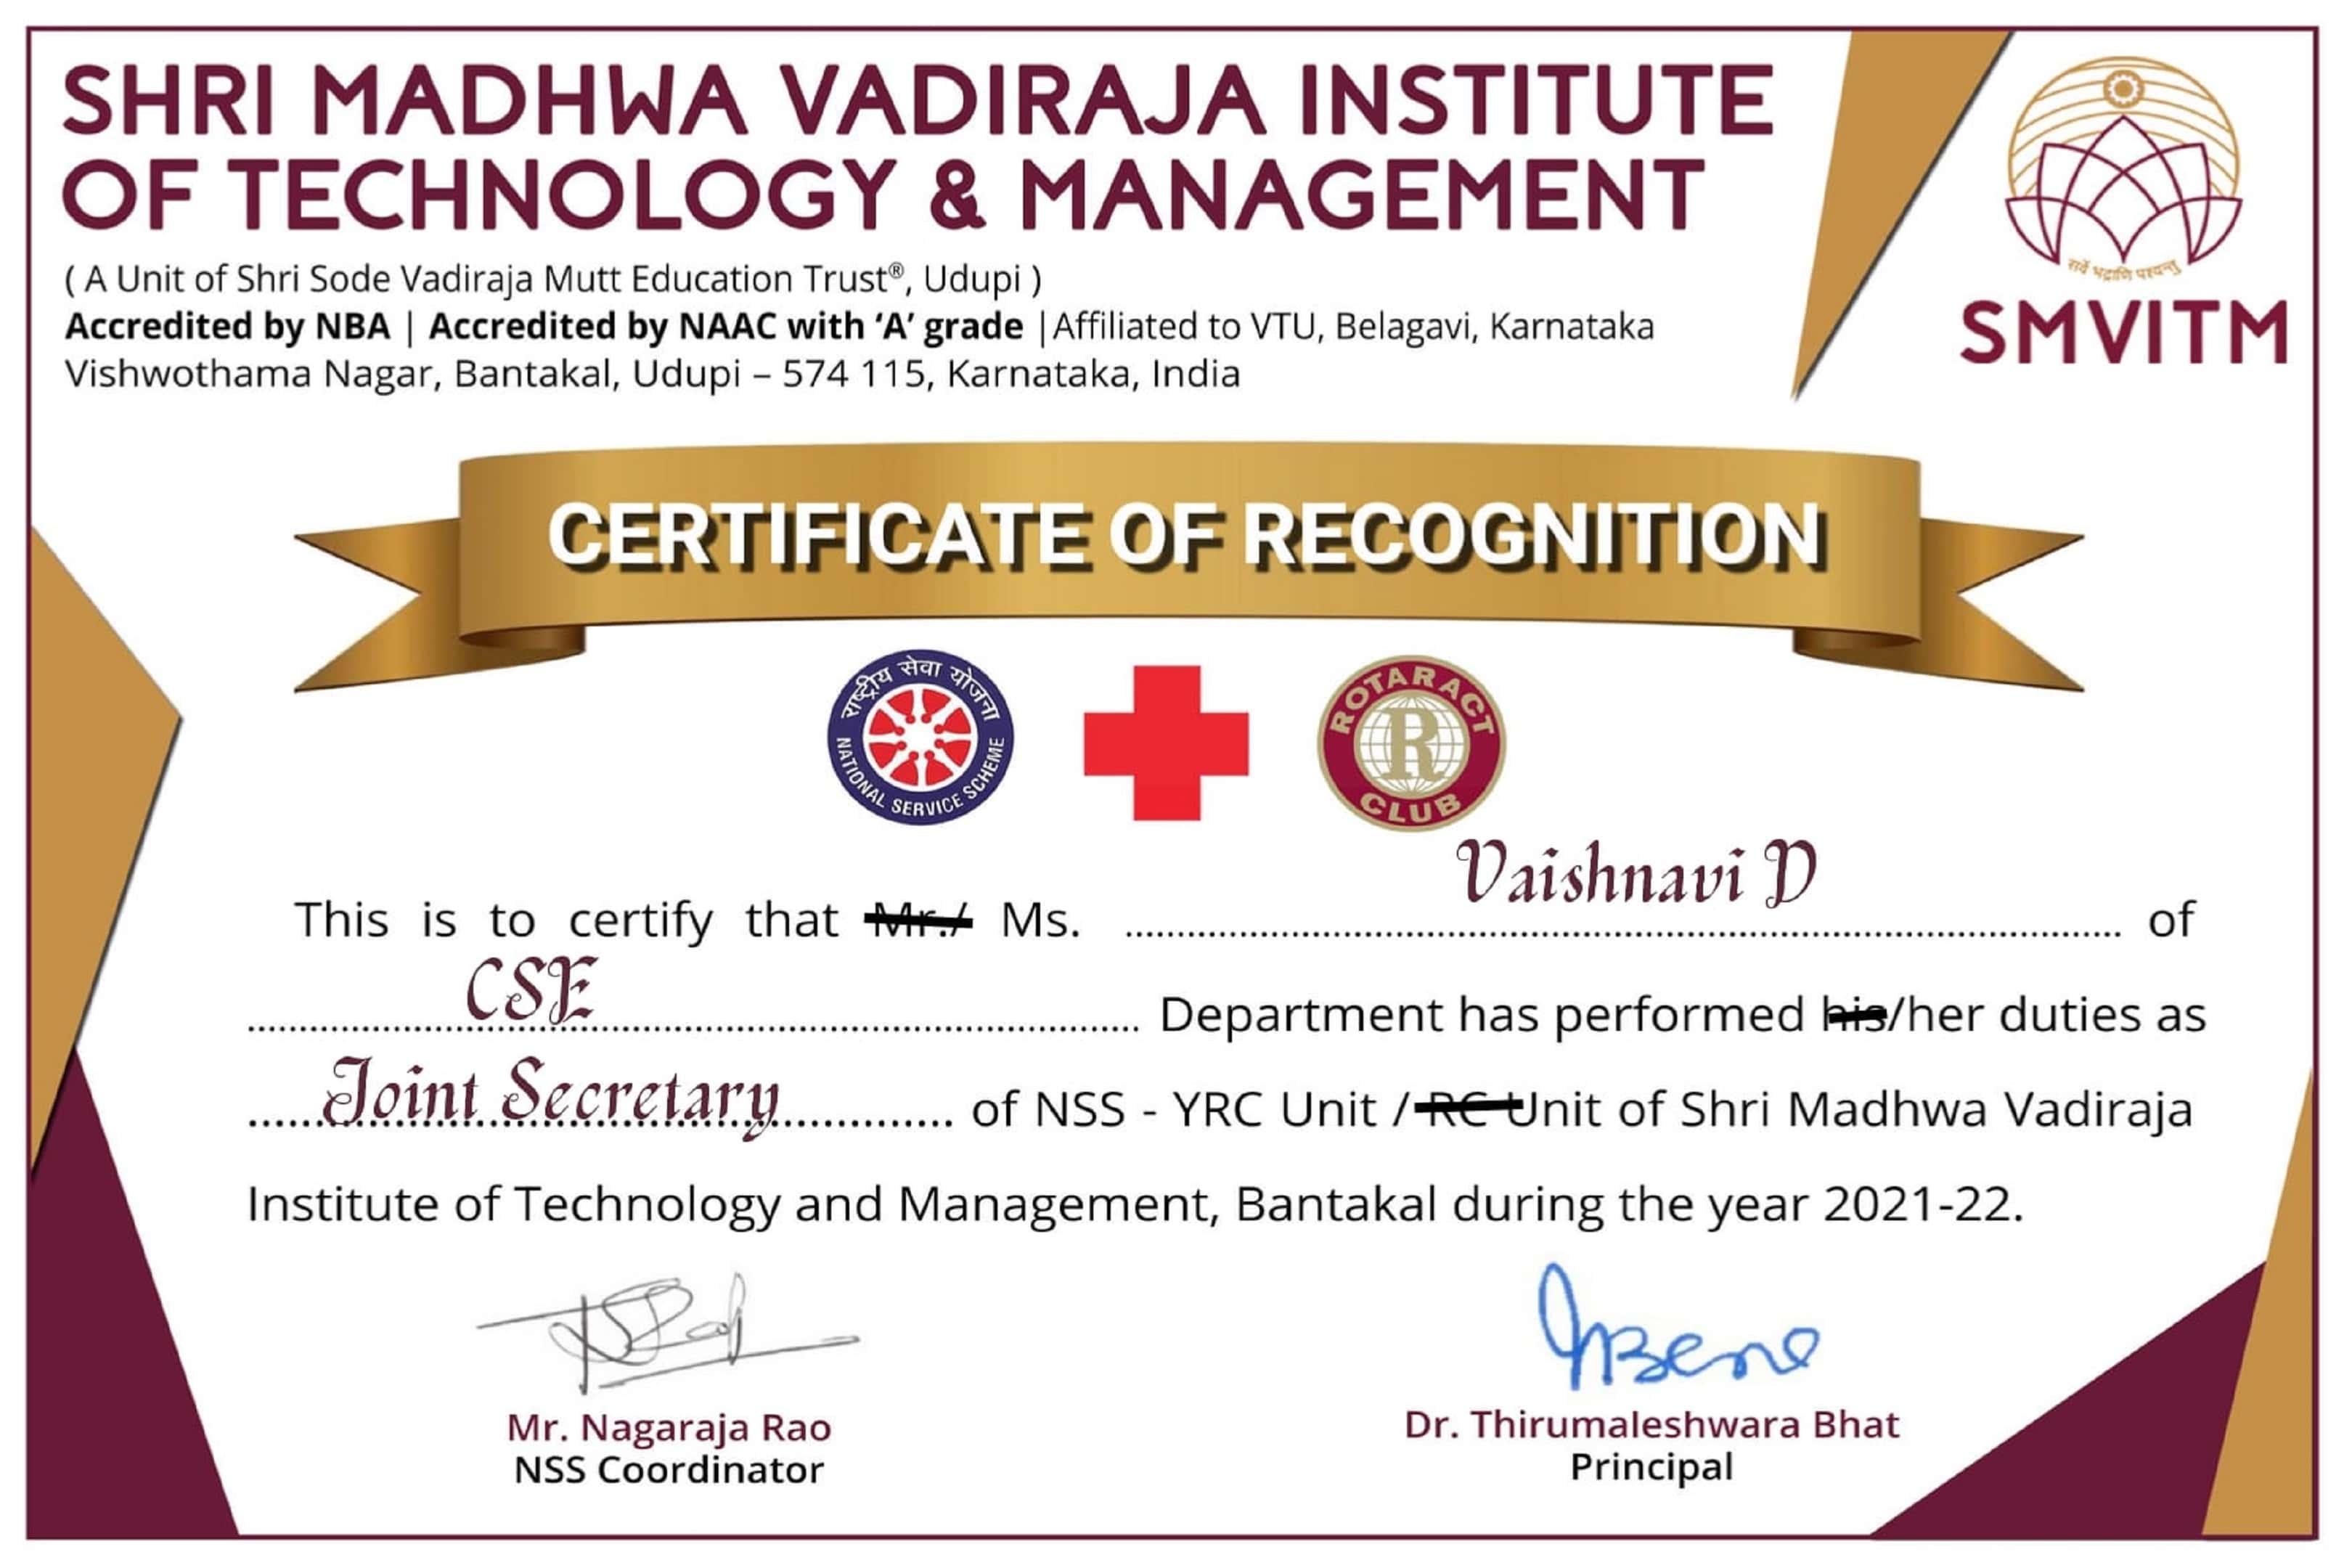 SHRI MADHWA VADIRAJA INSTITUTE
OF TECHNOLOGY & MANAGEMENT
( A Unit of Shri Sode Vadiraja Mutt Education Trust®, Udupi )
Accredited by NBA | Accredited by NAAC with ‘A’ grade |Affiliated to VTU, Belagavi, Karnataka
Vishwothama Nagar, Bantakal, Udupi – 574 115, Karnataka, India
सर्वे भद्राणि पश्यन्तु
SMVITM
CERTIFICATE OF RECOGNITION
राष्ट्रीय सेवा योजना
NATIONAL SERVICE SCHEME
ROTARACT
R
CLUB
This is to certify that Mr./ Ms. Vaishnavi D of
CSE Department has performed his/her duties as
Joint Secretary of NSS - YRC Unit / RC Unit of Shri Madhwa Vadiraja
Institute of Technology and Management, Bantakal during the year 2021-22.
Mr. Nagaraja Rao
NSS Coordinator
Dr. Thirumaleshwara Bhat
Principal